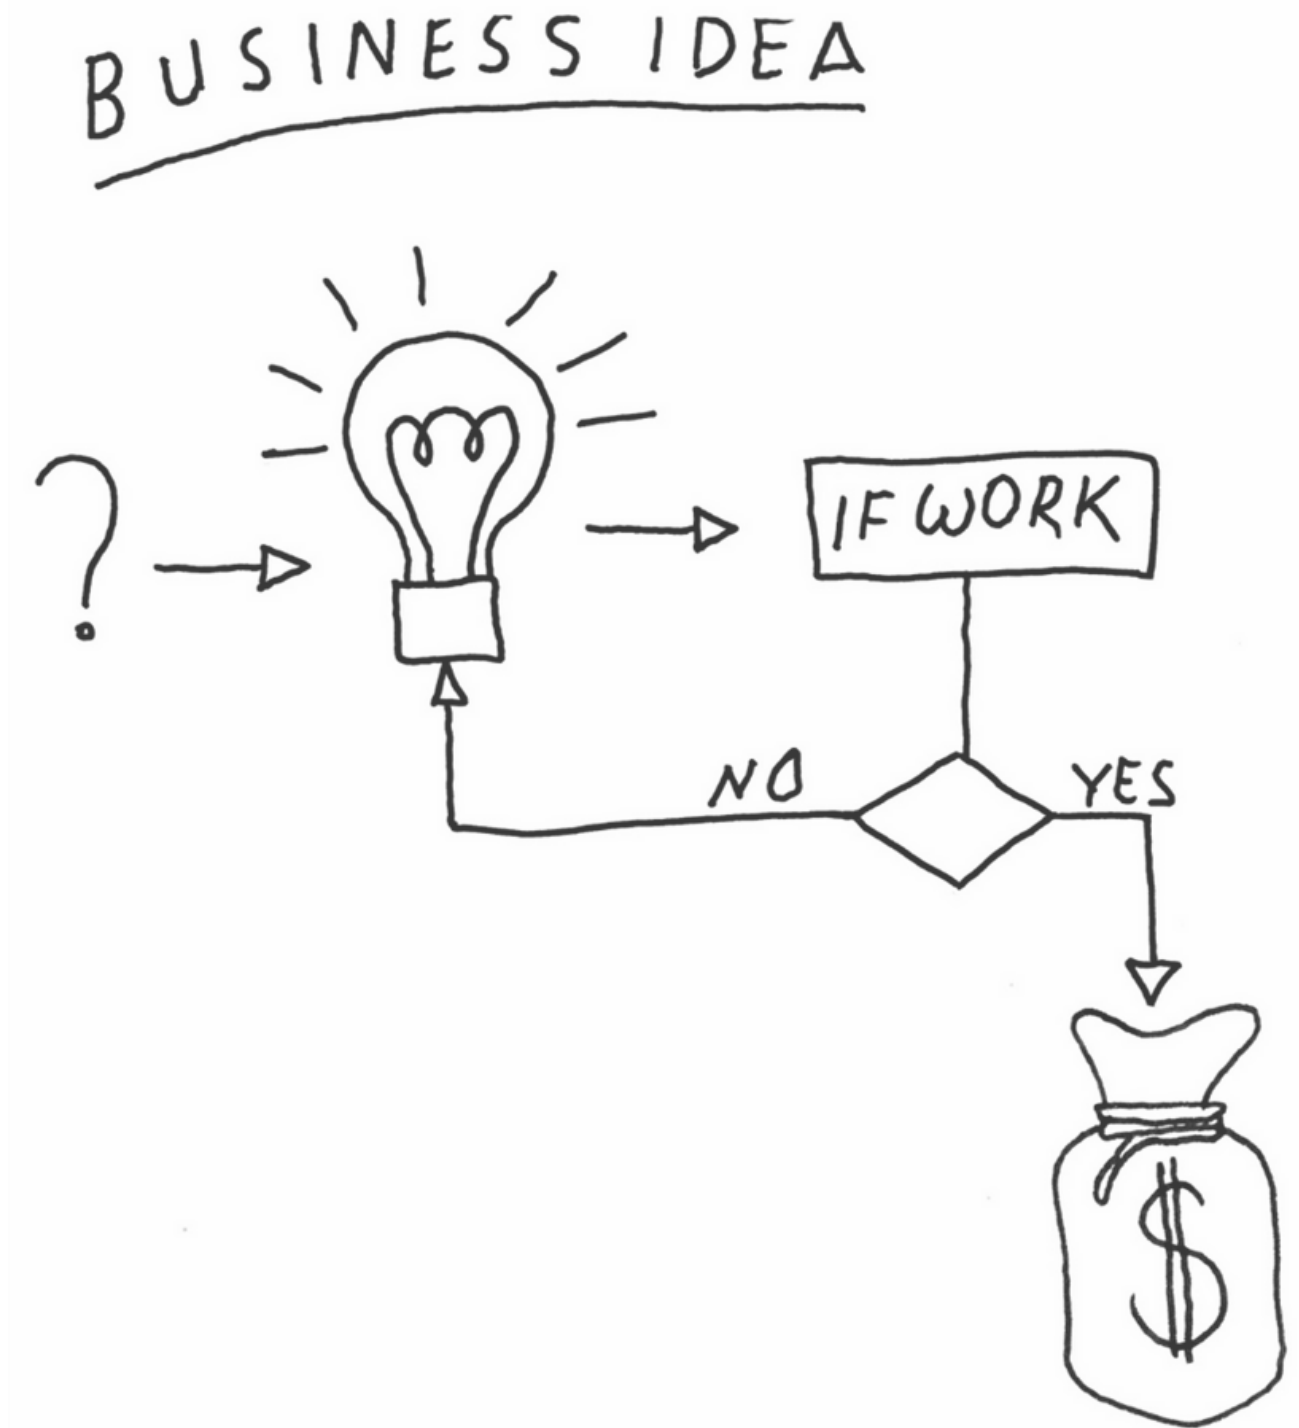 BUSINESS IDEA
?
IF WORK
NO
YES
$